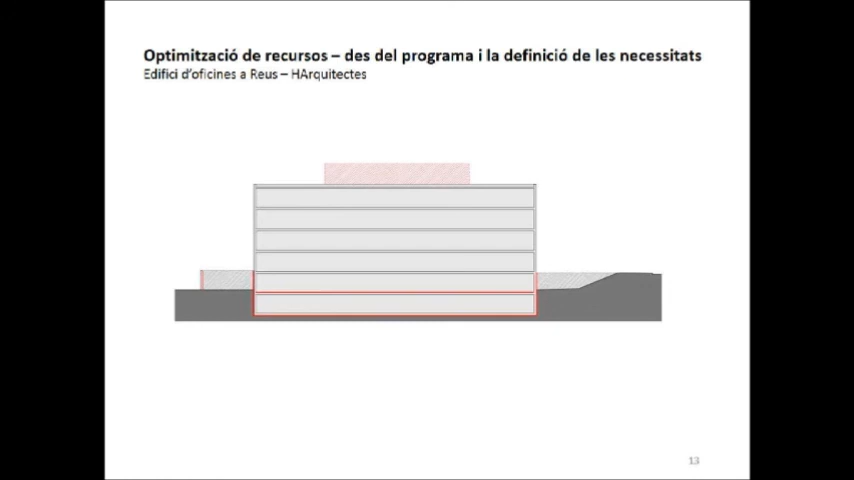 Optimització de recursos – des del programa i la definició de les necessitats
Edifici d'oficines a Reus – HArquitectes
13